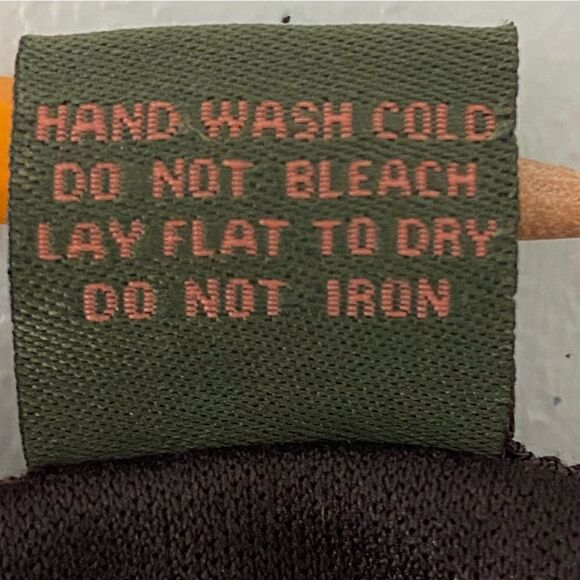 HAND WASH COLD
DO NOT BLEACH
LAY FLAT TO DRY
DO NOT IRON